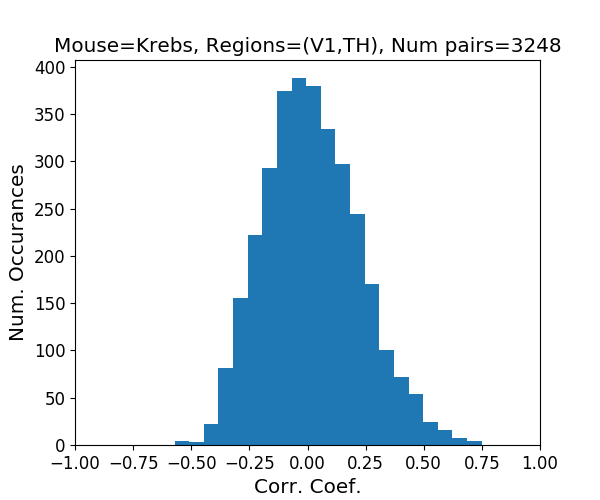 Mouse=Krebs, Regions=(V1,TH), Num pairs=3248
400
350
300
250
200
150
100
50
0
Num. Occurances
−1.00 −0.75 −0.50 −0.25 0.00 0.25 0.50 0.75 1.00
Corr. Coef.